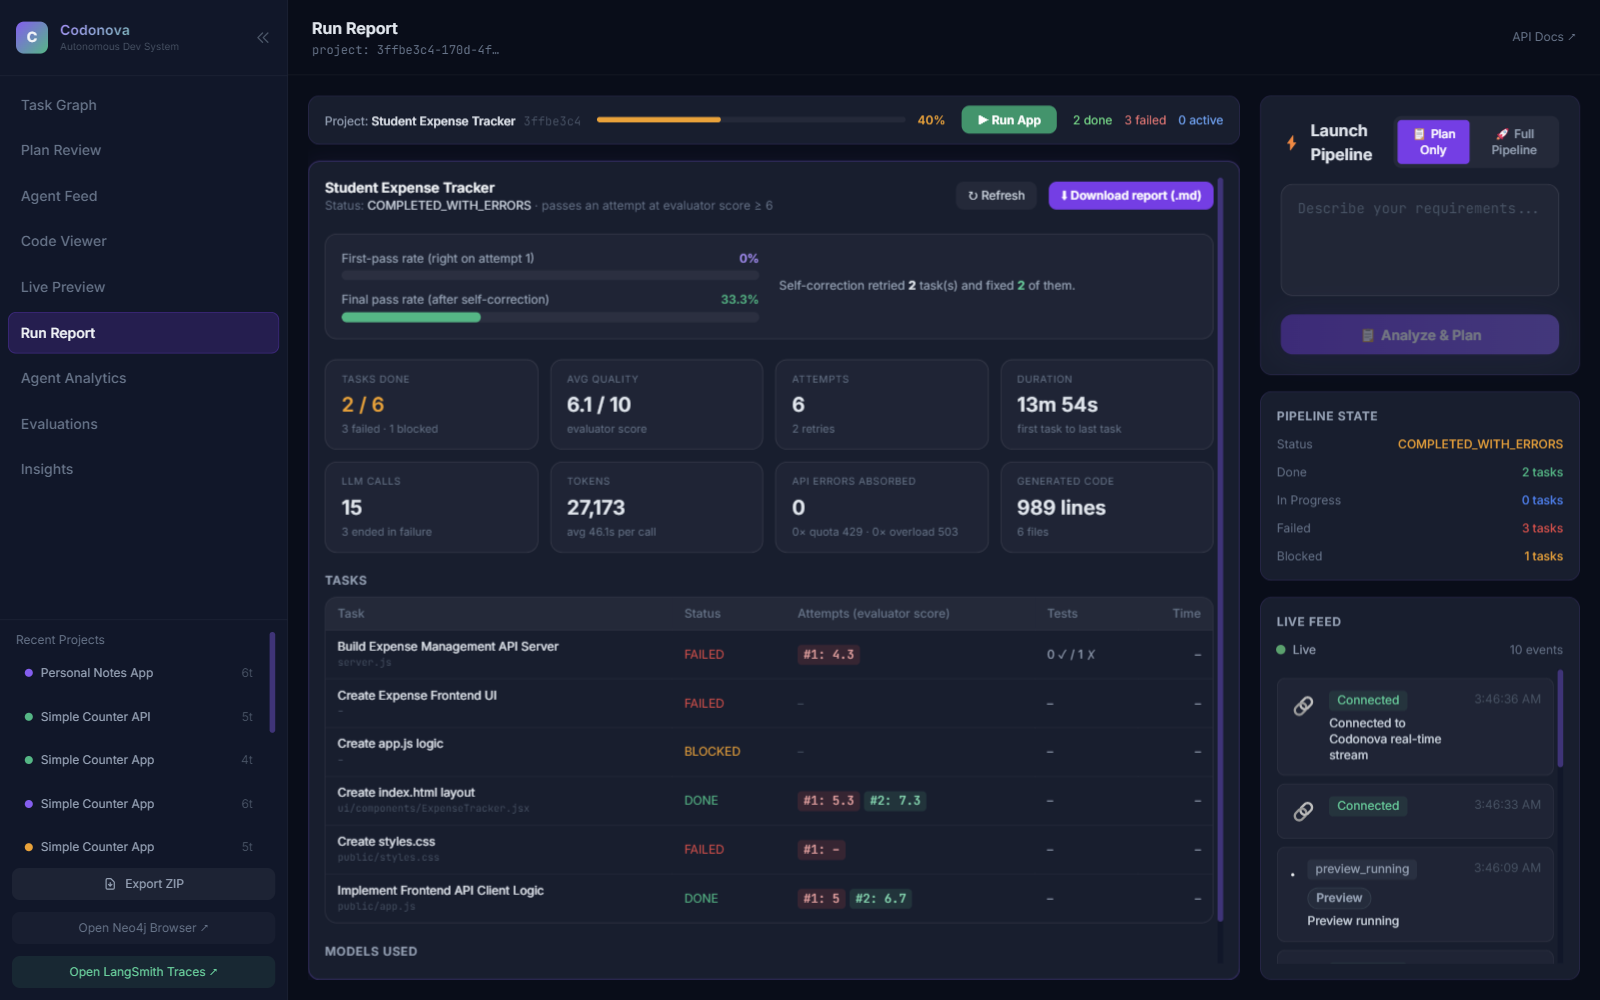 C
Codonova
Autonomous Dev System
Task Graph
Plan Review
Agent Feed
Code Viewer
Live Preview
Run Report
Agent Analytics
Evaluations
Insights
Recent Projects
Personal Notes App 6t
Simple Counter API 5t
Simple Counter App 4t
Simple Counter App 6t
Simple Counter App 5t
Export ZIP
Open Neo4j Browser ↗
Open LangSmith Traces ↗
Run Report
project: 3ffbe3c4-170d-4f…
API Docs ↗
Project: Student Expense Tracker 3ffbe3c4 40% ▶ Run App 2 done 3 failed 0 active
Student Expense Tracker
Status: COMPLETED_WITH_ERRORS · passes an attempt at evaluator score ≥ 6
↻ Refresh
⬇ Download report (.md)
First-pass rate (right on attempt 1) 0%
Final pass rate (after self-correction) 33.3%
Self-correction retried 2 task(s) and fixed 2 of them.
TASKS DONE
2 / 6
3 failed · 1 blocked
AVG QUALITY
6.1 / 10
evaluator score
ATTEMPTS
6
2 retries
DURATION
13m 54s
first task to last task
LLM CALLS
15
3 ended in failure
TOKENS
27,173
avg 46.1s per call
API ERRORS ABSORBED
0
0× quota 429 · 0× overload 503
GENERATED CODE
989 lines
6 files
TASKS
Task Status Attempts (evaluator score) Tests Time
Build Expense Management API Server FAILED #1: 4.3 0 ✓ / 1 ✗ –
server.js
Create Expense Frontend UI FAILED – – –
–
Create app.js logic BLOCKED – – –
–
Create index.html layout DONE #1: 5.3 #2: 7.3 – –
ui/components/ExpenseTracker.jsx
Create styles.css FAILED #1: – – –
public/styles.css
Implement Frontend API Client Logic DONE #1: 5 #2: 6.7 – –
public/app.js
MODELS USED
Launch
Pipeline
Plan
Only
Full
Pipeline
Describe your requirements...
Analyze & Plan
PIPELINE STATE
Status COMPLETED_WITH_ERRORS
Done 2 tasks
In Progress 0 tasks
Failed 3 tasks
Blocked 1 tasks
LIVE FEED
Live 10 events
Connected 3:46:36 AM
Connected to
Codonova real-time
stream
Connected 3:46:33 AM
preview_running 3:46:09 AM
Preview
Preview running